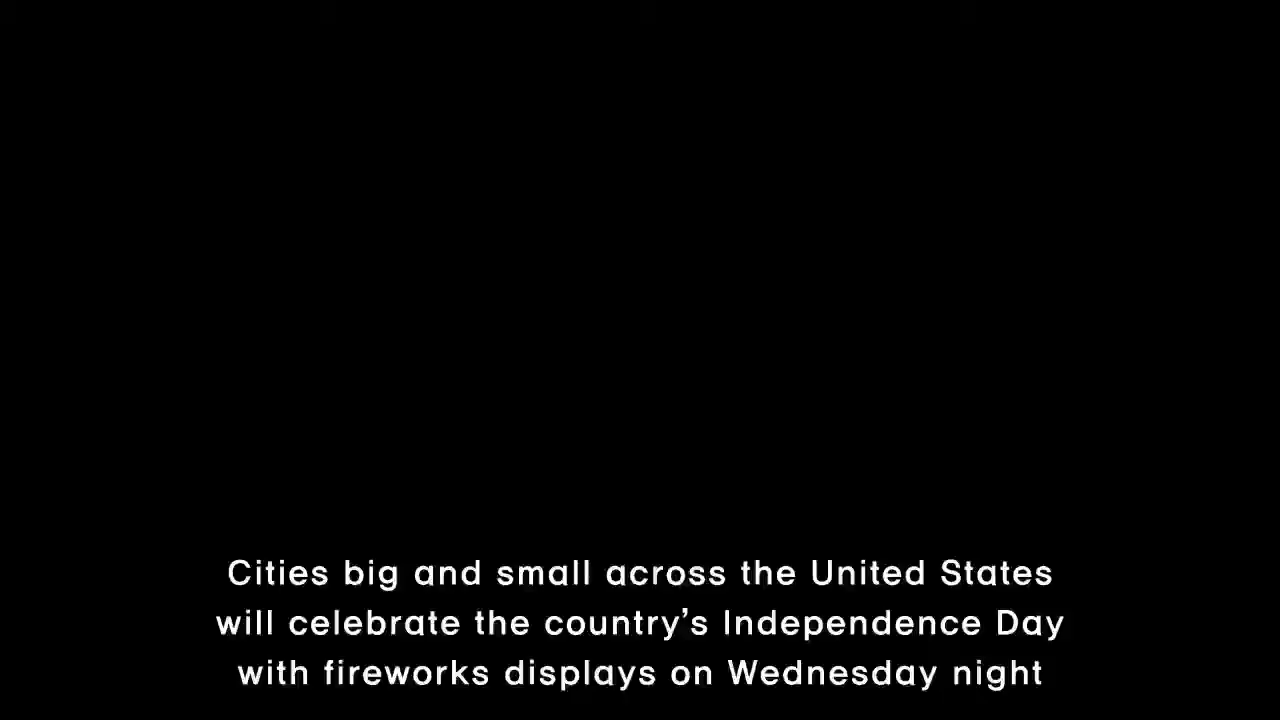 Cities big and small across the United States
will celebrate the country’s Independence Day
with fireworks displays on Wednesday night